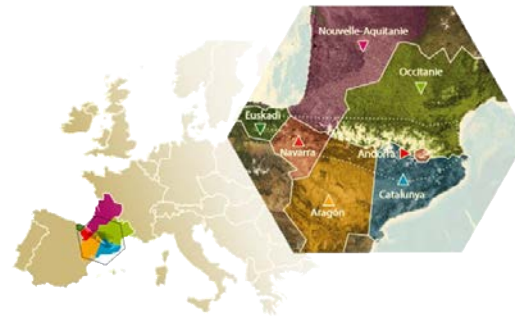 Nouvelle-Aquitanie
Occitanie
Euskadi
Navarra
Andorra
Catalunya
Aragón